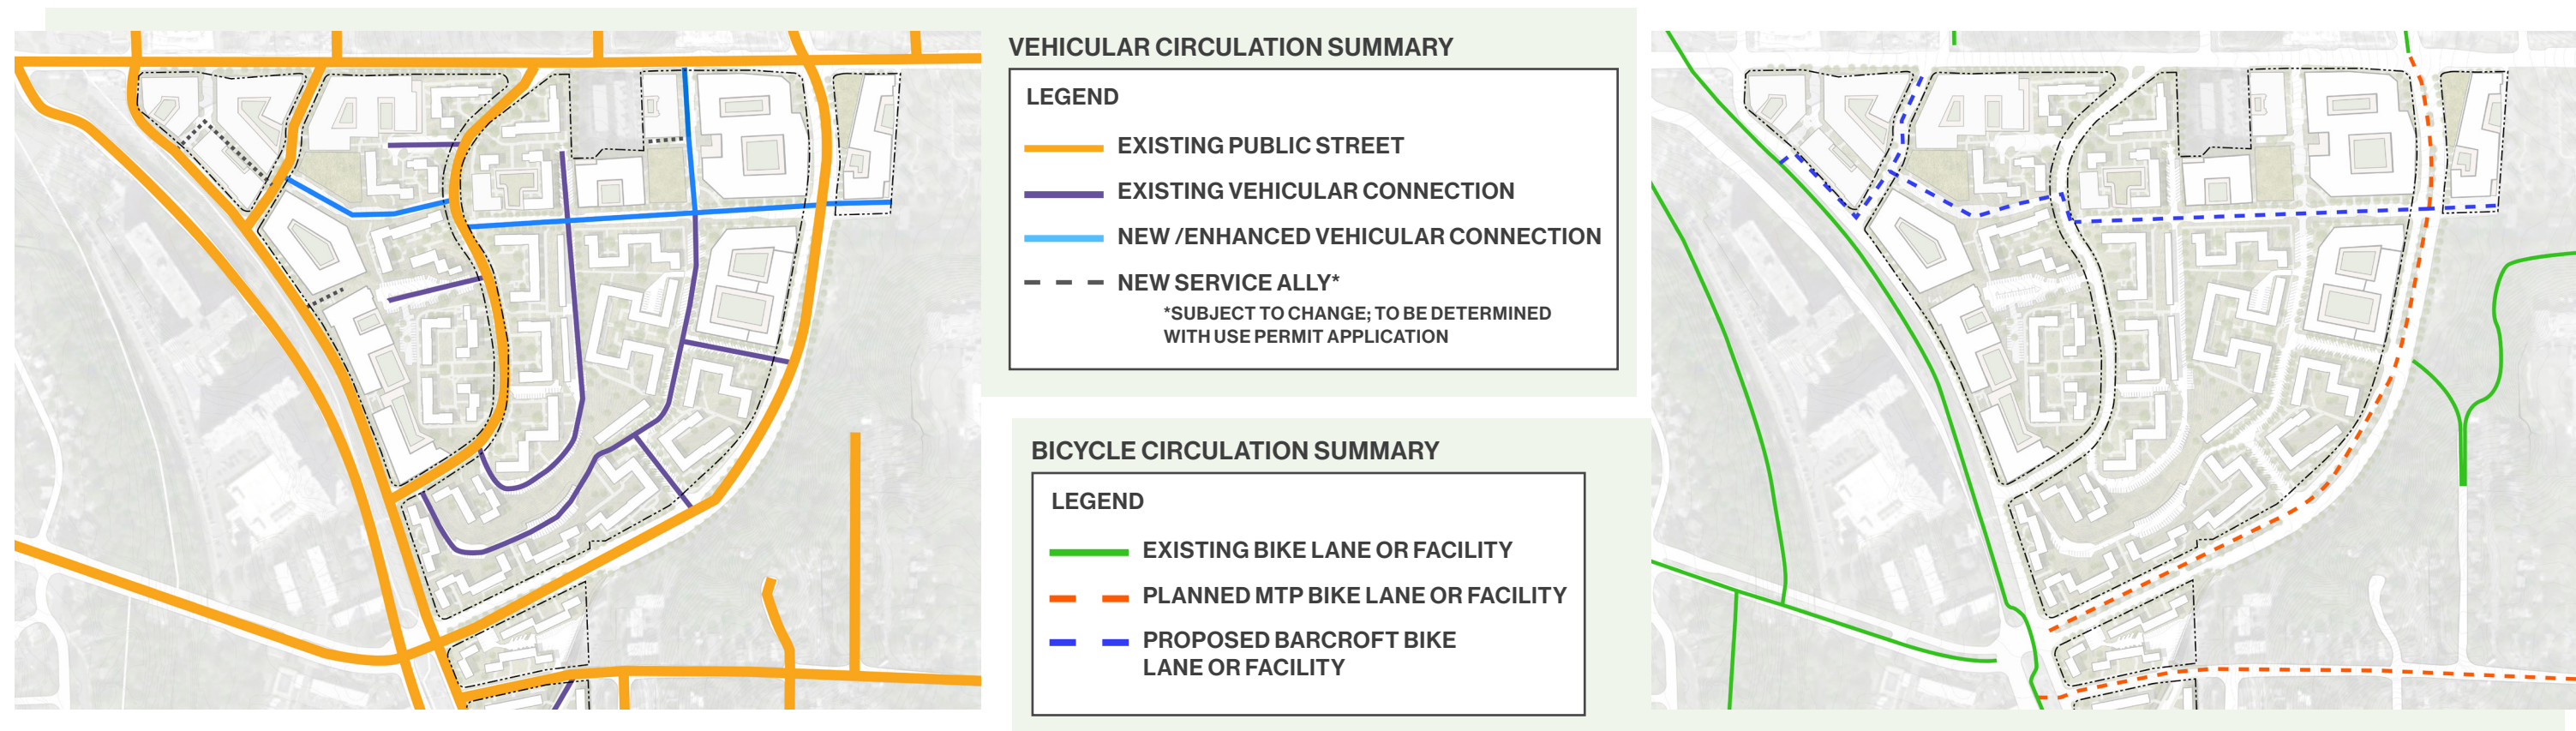 VEHICULAR CIRCULATION SUMMARY
LEGEND
EXISTING PUBLIC STREET
EXISTING VEHICULAR CONNECTION
NEW /ENHANCED VEHICULAR CONNECTION
NEW SERVICE ALLY*
*SUBJECT TO CHANGE; TO BE DETERMINED
WITH USE PERMIT APPLICATION
BICYCLE CIRCULATION SUMMARY
LEGEND
EXISTING BIKE LANE OR FACILITY
PLANNED MTP BIKE LANE OR FACILITY
PROPOSED BARCROFT BIKE
LANE OR FACILITY